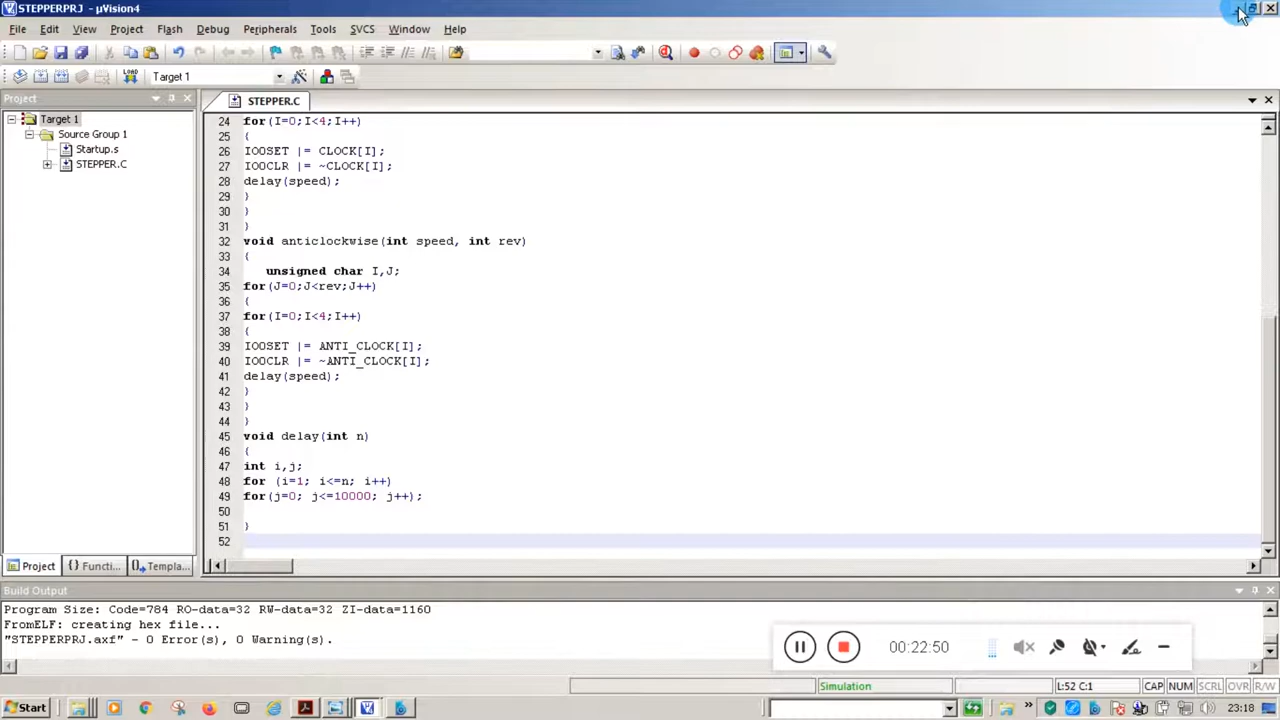 STEPPERPRJ - µVision4
File Edit View Project Flash Debug Peripherals Tools SVCS Window Help
LOAD Target 1
Project
STEPPER.C
Target 1
Source Group 1
Startup.s
STEPPER.C
24 for(I=0;I<4;I++)
25 {
26 IO0SET |= CLOCK[I];
27 IO0CLR |= ~CLOCK[I];
28 delay(speed);
29 }
30 }
31 }
32 void anticlockwise(int speed, int rev)
33 {
34 unsigned char I,J;
35 for(J=0;J<rev;J++)
36 {
37 for(I=0;I<4;I++)
38 {
39 IO0SET |= ANTI_CLOCK[I];
40 IO0CLR |= ~ANTI_CLOCK[I];
41 delay(speed);
42 }
43 }
44 }
45 void delay(int n)
46 {
47 int i,j;
48 for (i=1; i<=n; i++)
49 for(j=0; j<=10000; j++);
50
51 }
52
Project {} Functi... Templa...
Build Output
Program Size: Code=784 RO-data=32 RW-data=32 ZI-data=1160
FromELF: creating hex file...
"STEPPERPRJ.axf" - 0 Error(s), 0 Warning(s).
00:22:50
Simulation L:52 C:1 CAP NUM SCRL OVR R/W
Start 23:18